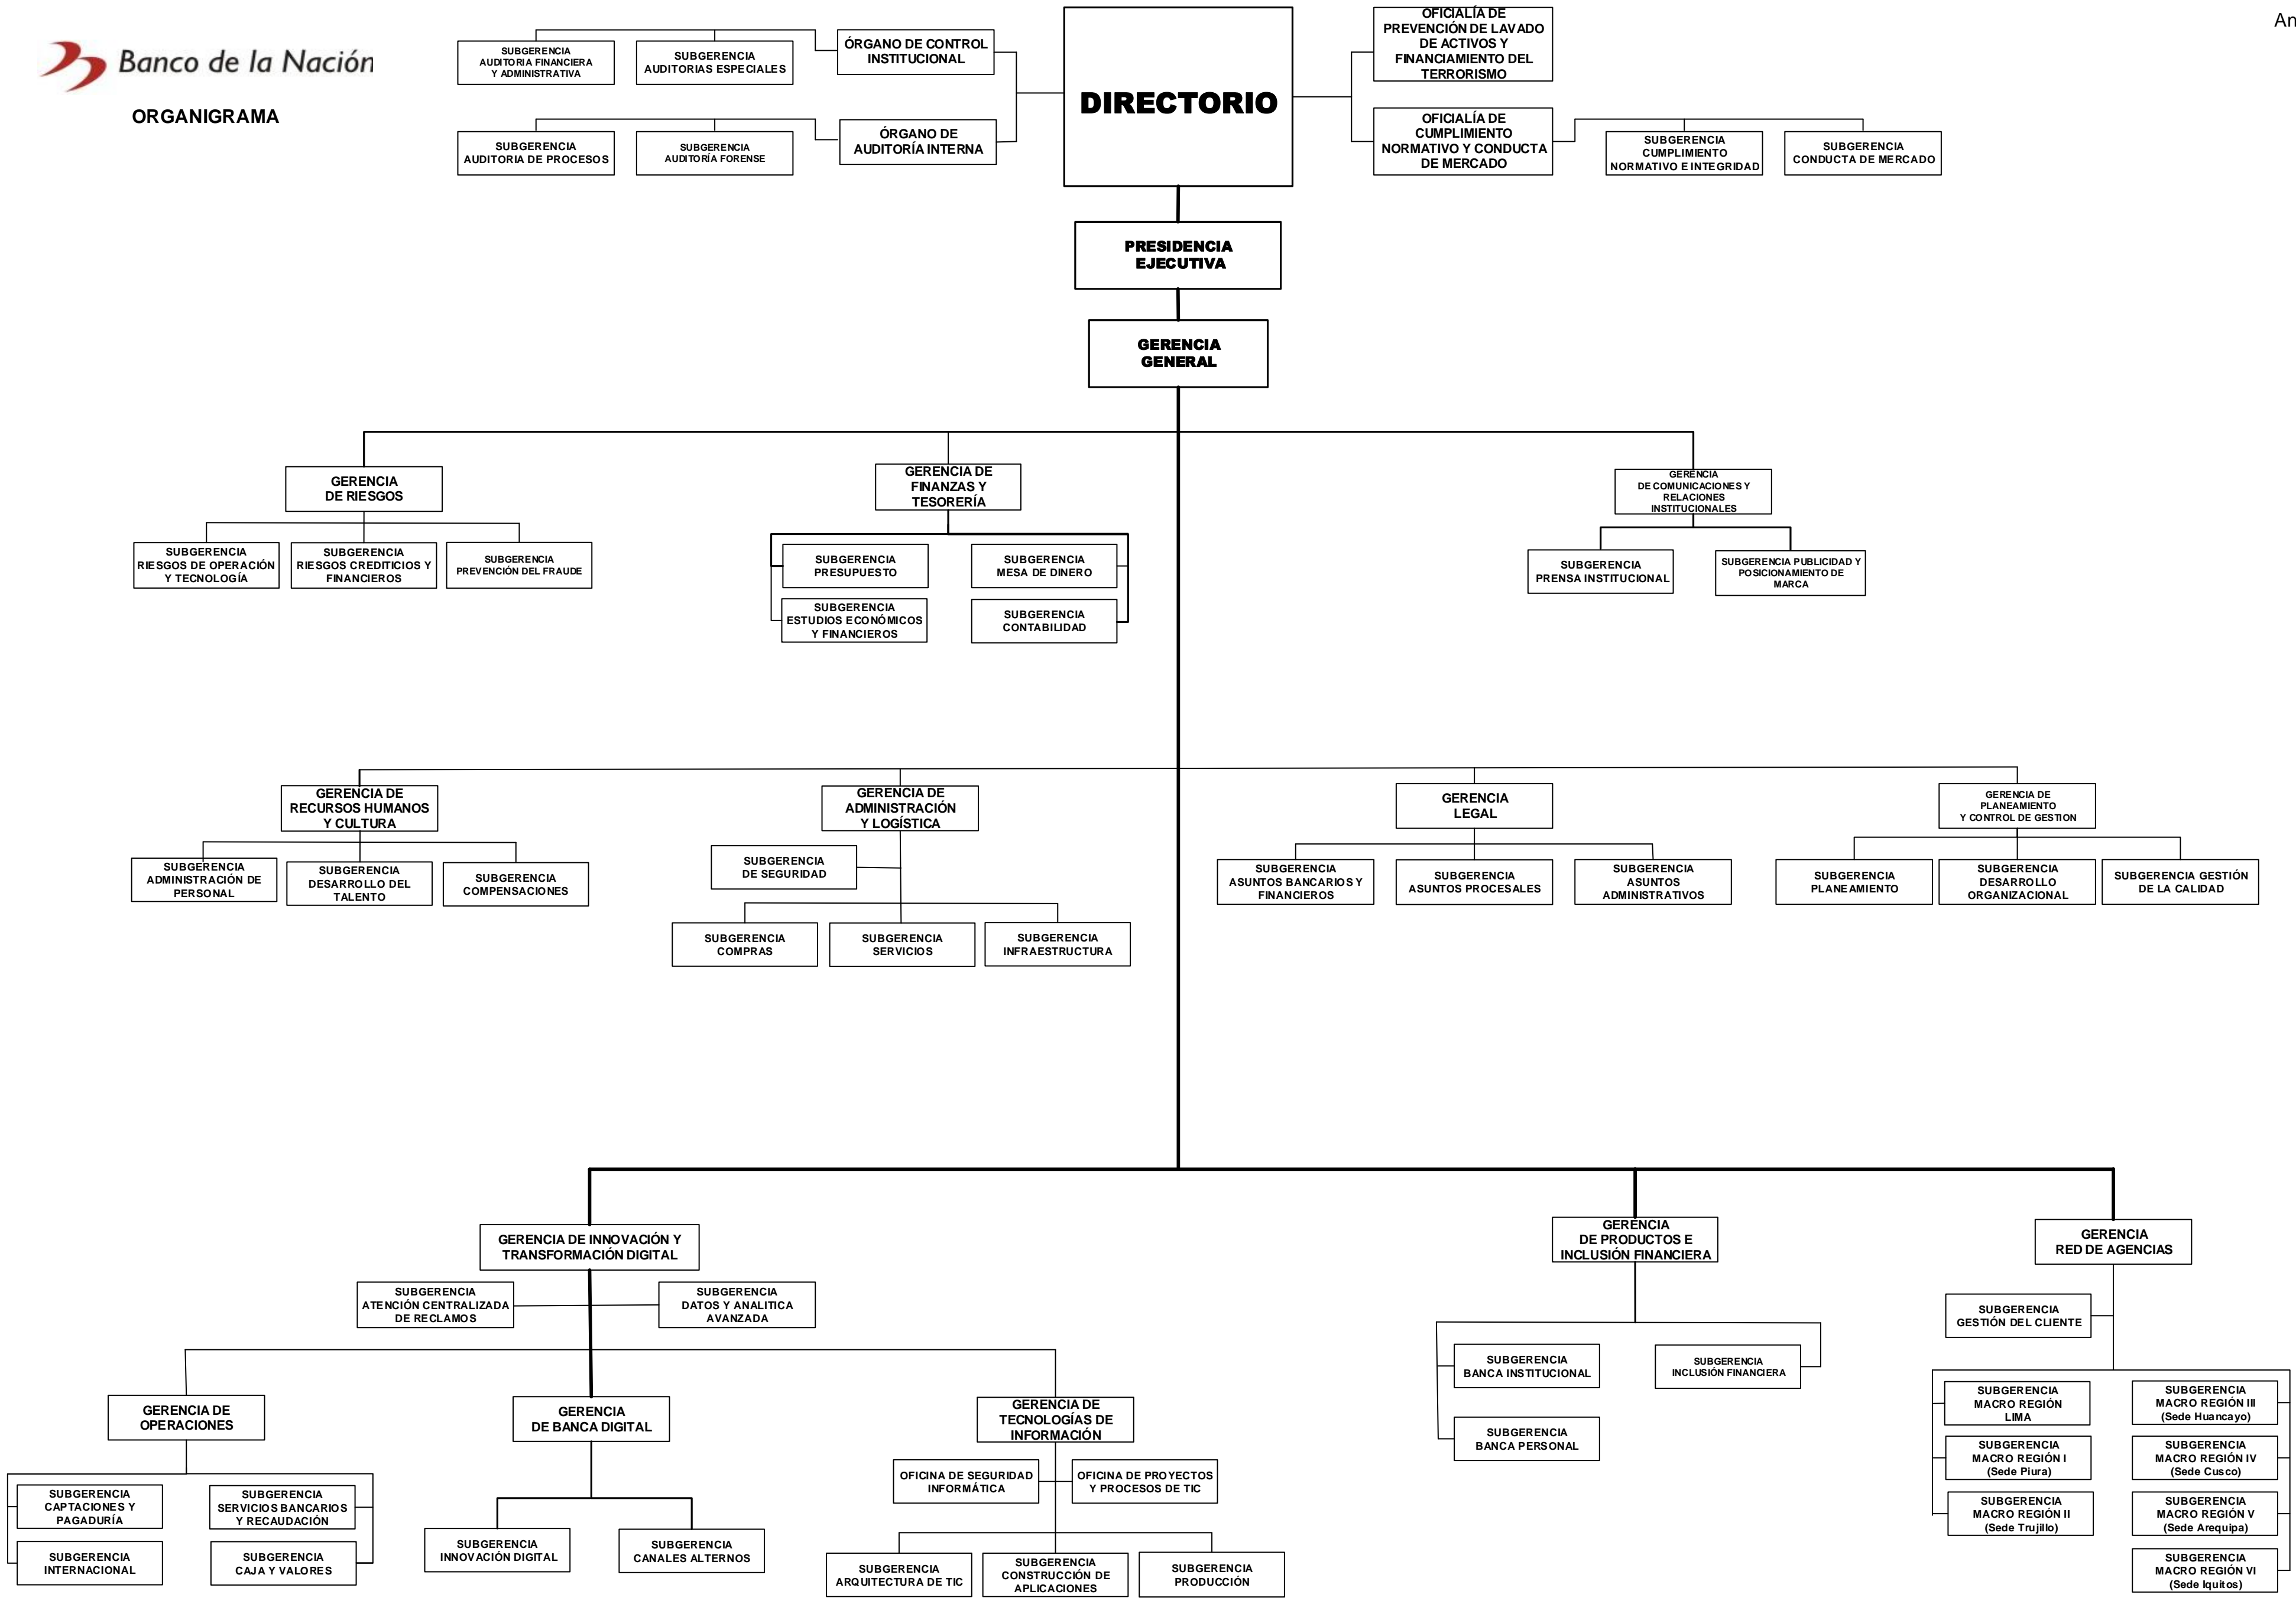 An
Banco de la Nación
ORGANIGRAMA
SUBGERENCIA
AUDITORIA FINANCIERA
Y ADMINISTRATIVA
SUBGERENCIA
AUDITORIAS ESPECIALES
ÓRGANO DE CONTROL
INSTITUCIONAL
SUBGERENCIA
AUDITORIA DE PROCESOS
SUBGERENCIA
AUDITORÍA FORENSE
ÓRGANO DE
AUDITORÍA INTERNA
DIRECTORIO
OFICIALÍA DE
PREVENCIÓN DE LAVADO
DE ACTIVOS Y
FINANCIAMIENTO DEL
TERRORISMO
OFICIALÍA DE
CUMPLIMIENTO
NORMATIVO Y CONDUCTA
DE MERCADO
SUBGERENCIA
CUMPLIMIENTO
NORMATIVO E INTEGRIDAD
SUBGERENCIA
CONDUCTA DE MERCADO
PRESIDENCIA
EJECUTIVA
GERENCIA
GENERAL
GERENCIA
DE RIESGOS
SUBGERENCIA
RIESGOS DE OPERACIÓN
Y TECNOLOGÍA
SUBGERENCIA
RIESGOS CREDITICIOS Y
FINANCIEROS
SUBGERENCIA
PREVENCIÓN DEL FRAUDE
GERENCIA DE
FINANZAS Y
TESORERÍA
SUBGERENCIA
PRESUPUESTO
SUBGERENCIA
MESA DE DINERO
SUBGERENCIA
ESTUDIOS ECONÓMICOS
Y FINANCIEROS
SUBGERENCIA
CONTABILIDAD
GERENCIA
DE COMUNICACIONES Y
RELACIONES
INSTITUCIONALES
SUBGERENCIA
PRENSA INSTITUCIONAL
SUBGERENCIA PUBLICIDAD Y
POSICIONAMIENTO DE
MARCA
GERENCIA DE
RECURSOS HUMANOS
Y CULTURA
SUBGERENCIA
ADMINISTRACIÓN DE
PERSONAL
SUBGERENCIA
DESARROLLO DEL
TALENTO
SUBGERENCIA
COMPENSACIONES
GERENCIA DE
ADMINISTRACIÓN
Y LOGÍSTICA
SUBGERENCIA
DE SEGURIDAD
SUBGERENCIA
COMPRAS
SUBGERENCIA
SERVICIOS
SUBGERENCIA
INFRAESTRUCTURA
GERENCIA
LEGAL
SUBGERENCIA
ASUNTOS BANCARIOS Y
FINANCIEROS
SUBGERENCIA
ASUNTOS PROCESALES
SUBGERENCIA
ASUNTOS
ADMINISTRATIVOS
GERENCIA DE
PLANEAMIENTO
Y CONTROL DE GESTION
SUBGERENCIA
PLANEAMIENTO
SUBGERENCIA
DESARROLLO
ORGANIZACIONAL
SUBGERENCIA GESTIÓN
DE LA CALIDAD
GERENCIA DE INNOVACIÓN Y
TRANSFORMACIÓN DIGITAL
SUBGERENCIA
ATENCIÓN CENTRALIZADA
DE RECLAMOS
SUBGERENCIA
DATOS Y ANALITICA
AVANZADA
GERENCIA DE
OPERACIONES
SUBGERENCIA
CAPTACIONES Y
PAGADURÍA
SUBGERENCIA
SERVICIOS BANCARIOS
Y RECAUDACIÓN
SUBGERENCIA
INTERNACIONAL
SUBGERENCIA
CAJA Y VALORES
GERENCIA
DE BANCA DIGITAL
SUBGERENCIA
INNOVACIÓN DIGITAL
SUBGERENCIA
CANALES ALTERNOS
GERENCIA DE
TECNOLOGÍAS DE
INFORMACIÓN
OFICINA DE SEGURIDAD
INFORMÁTICA
OFICINA DE PROYECTOS
Y PROCESOS DE TIC
SUBGERENCIA
ARQUITECTURA DE TIC
SUBGERENCIA
CONSTRUCCIÓN DE
APLICACIONES
SUBGERENCIA
PRODUCCIÓN
GERENCIA
DE PRODUCTOS E
INCLUSIÓN FINANCIERA
SUBGERENCIA
BANCA INSTITUCIONAL
SUBGERENCIA
INCLUSIÓN FINANCIERA
SUBGERENCIA
BANCA PERSONAL
GERENCIA
RED DE AGENCIAS
SUBGERENCIA
GESTIÓN DEL CLIENTE
SUBGERENCIA
MACRO REGIÓN
LIMA
SUBGERENCIA
MACRO REGIÓN III
(Sede Huancayo)
SUBGERENCIA
MACRO REGIÓN I
(Sede Piura)
SUBGERENCIA
MACRO REGIÓN IV
(Sede Cusco)
SUBGERENCIA
MACRO REGIÓN II
(Sede Trujillo)
SUBGERENCIA
MACRO REGIÓN V
(Sede Arequipa)
SUBGERENCIA
MACRO REGIÓN VI
(Sede Iquitos)